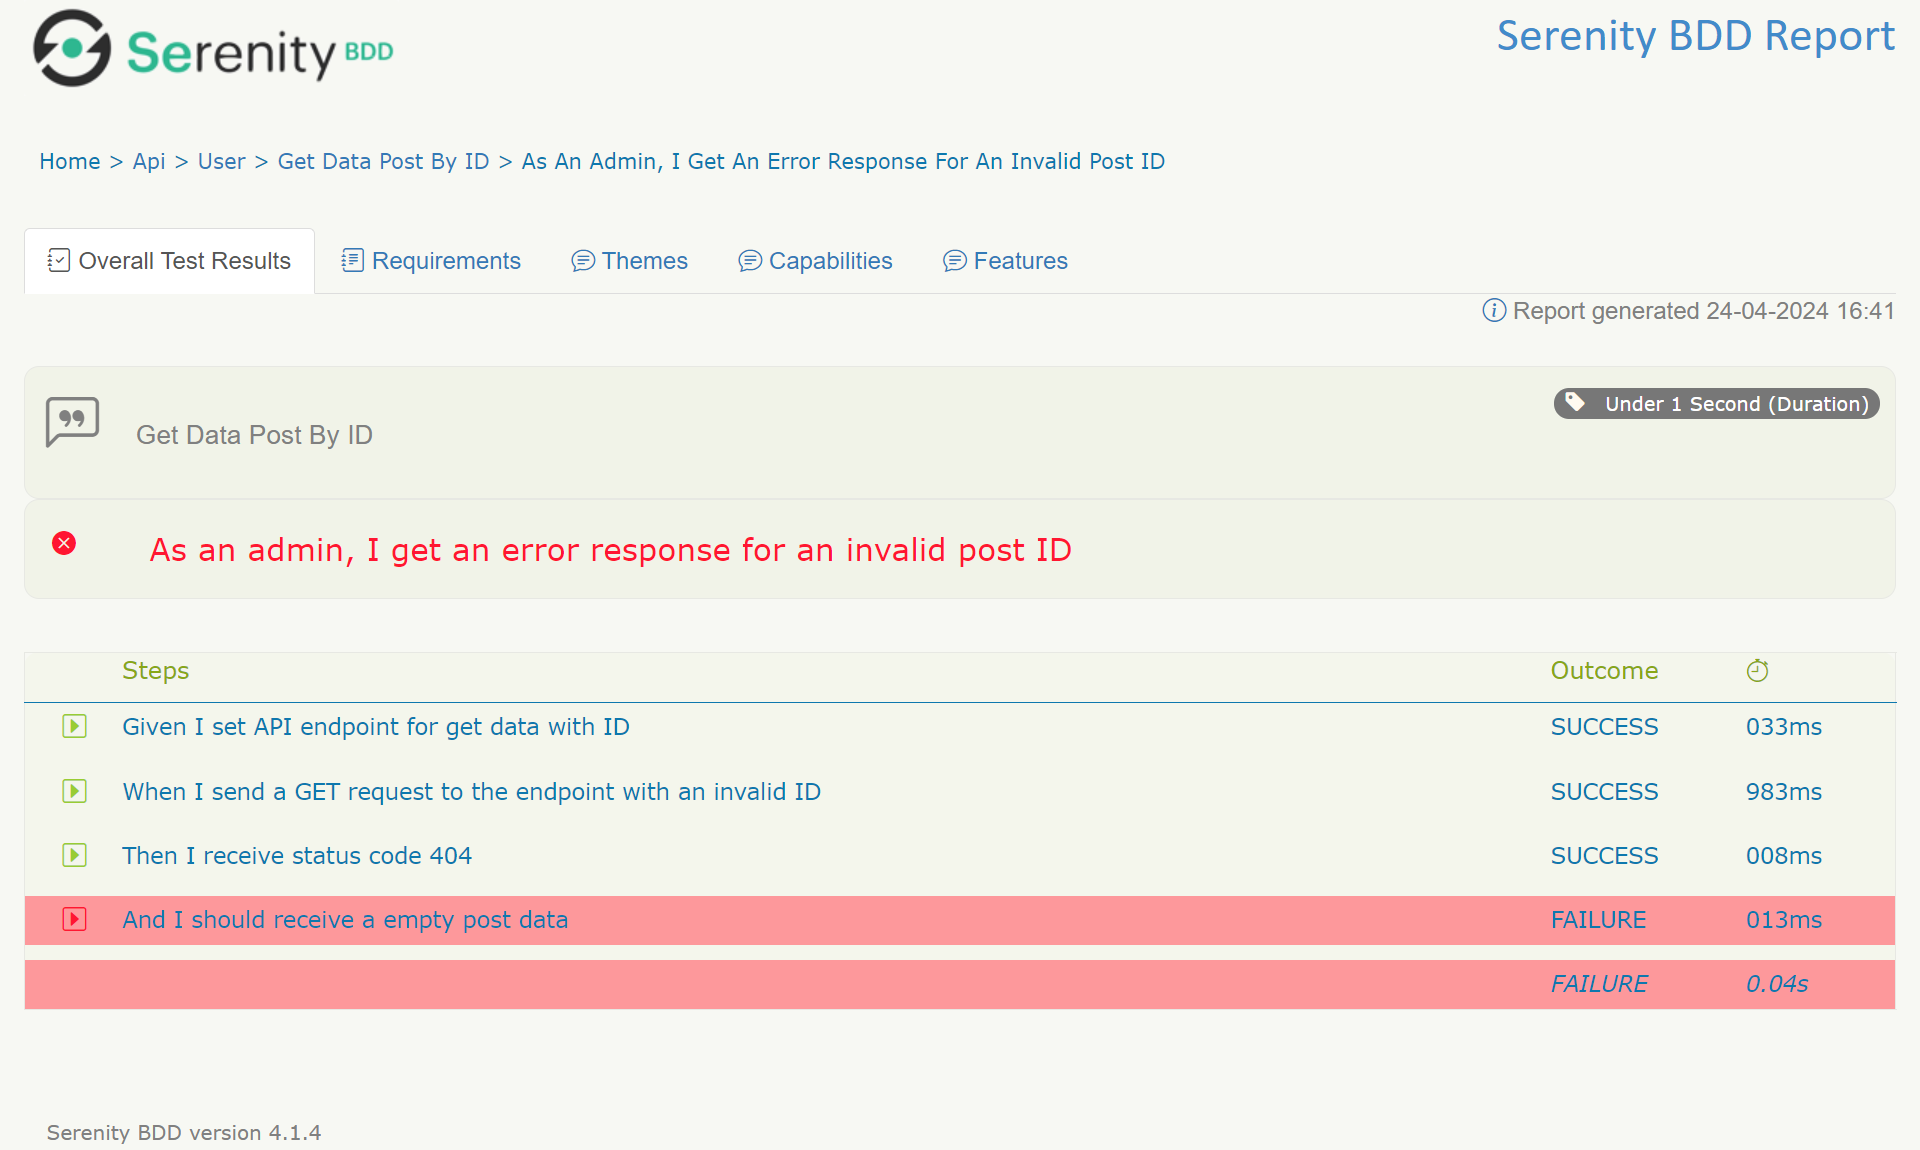 Serenity BDD
Serenity BDD Report
Home > Api > User > Get Data Post By ID > As An Admin, I Get An Error Response For An Invalid Post ID
Overall Test Results Requirements Themes Capabilities Features
Report generated 24-04-2024 16:41
Under 1 Second (Duration)
Get Data Post By ID
As an admin, I get an error response for an invalid post ID
Steps Outcome
Given I set API endpoint for get data with ID SUCCESS 033ms
When I send a GET request to the endpoint with an invalid ID SUCCESS 983ms
Then I receive status code 404 SUCCESS 008ms
And I should receive a empty post data FAILURE 013ms
FAILURE 0.04s
Serenity BDD version 4.1.4